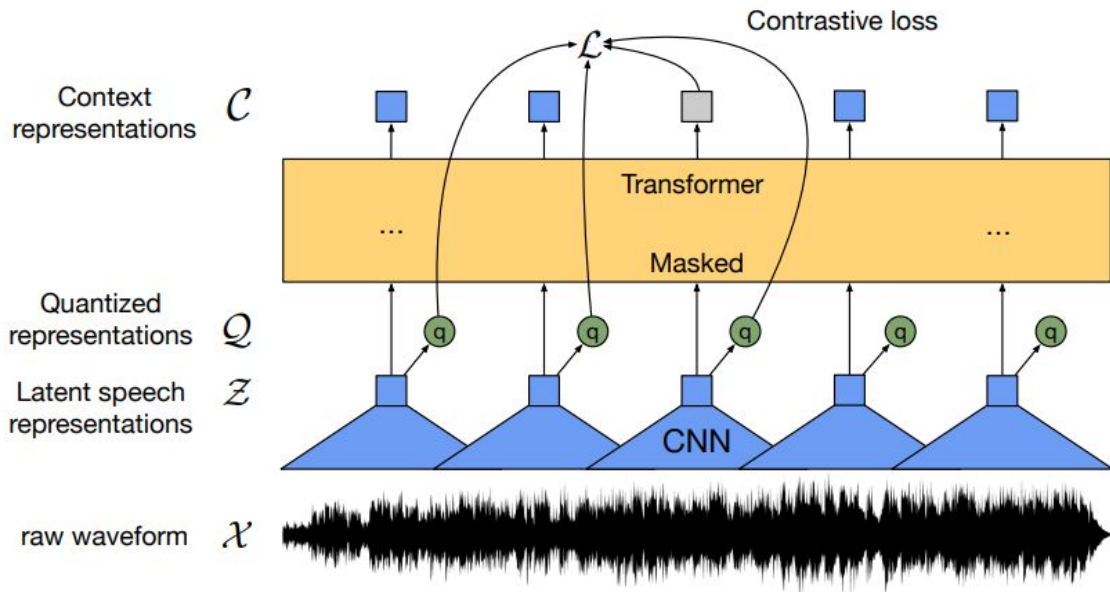 Contrastive loss
ℒ
Context
representations 𝒞
Transformer
... ...
Masked
Quantized
representations 𝒬
q q q q q
Latent speech
representations 𝒵
CNN
raw waveform 𝒳